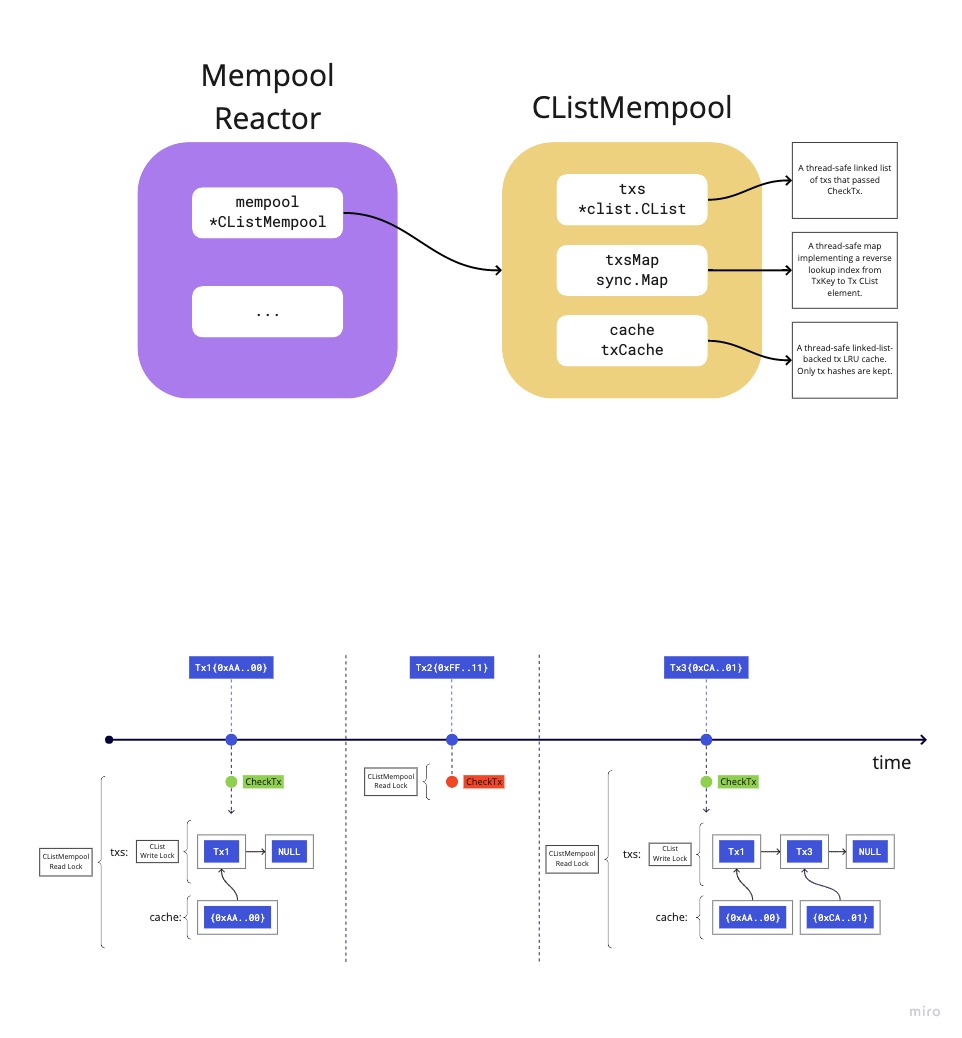 Mempool
Reactor
CListMempool
mempool
*CListMempool
...
txs
*clist.CList
txsMap
sync.Map
cache
txCache
A thread-safe linked list
of txs that passed
CheckTx.
A thread-safe map
implementing a reverse
lookup index from
TxKey to Tx CList
element.
A thread-safe linked-list-
backed tx LRU cache.
Only tx hashes are kept.
Tx1{0xAA..00}
Tx2{0xFF..11}
Tx3{0xCA..01}
time
CheckTx
CListMempool
Read Lock
txs:
CList
Write Lock
Tx1
NULL
cache:
{0xAA..00}
CListMempool
Read Lock
CheckTx
CheckTx
CListMempool
Read Lock
txs:
CList
Write Lock
Tx1
Tx3
NULL
cache:
{0xAA..00}
{0xCA..01}
miro